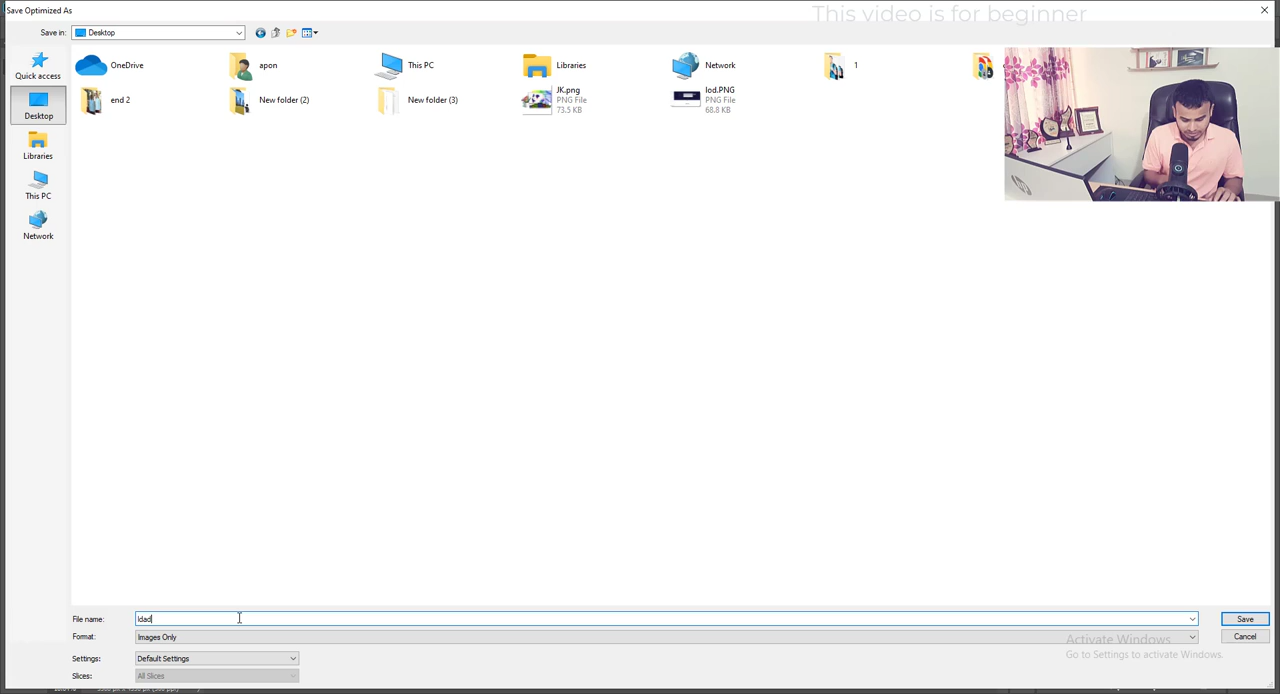 Save Optimized As
This video is for beginner
Save in:
Desktop
Quick access
Desktop
Libraries
This PC
Network
OneDrive
apon
This PC
Libraries
Network
1
end 2
New folder (2)
New folder (3)
JK.png
PNG File
73.5 KB
lod.PNG
PNG File
68.8 KB
File name:
ldad
Save
Format:
Images Only
Cancel
Activate Windows
Go to Settings to activate Windows.
Settings:
Default Settings
Slices:
All Slices